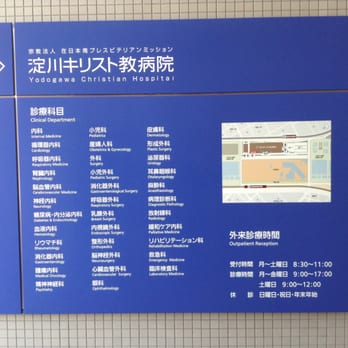 宗教法人 在日本南プレスビテリアンミッション
淀川キリスト教病院
Yodogawa Christian Hospital
診療科目
Clinical Department
内科
Internal Medicine
循環器内科
Cardiology
呼吸器内科
Respiratory Medicine
腎臓内科
Nephrology
脳血管内科
Cerebrovascular Medicine
神経内科
Neurology
糖尿病・内分泌内科
Diabetes & Endocrinology
血液内科
Hematology
リウマチ科
Rheumatology
消化器内科
Gastroenterology
腫瘍内科
Medical Oncology
精神神経科
Psychiatry
小児科
Pediatrics
産婦人科
Obstetrics & Gynecology
外科
Surgery
小児外科
Pediatric Surgery
消化器外科
Gastroenterological Surgery
呼吸器外科
Respiratory Surgery
乳腺外科
Breast Surgery
内視鏡外科
Endoscopic Surgery
整形外科
Orthopedics
脳神経外科
Neurosurgery
心臓血管外科
Cardiovascular Surgery
眼科
Ophthalmology
皮膚科
Dermatology
形成外科
Plastic Surgery
泌尿器科
Urology
耳鼻咽喉科
Otolaryngology
麻酔科
Anesthesiology
病理診断科
Diagnostic Pathology
放射線科
Radiology
緩和ケア内科
Palliative Medicine
リハビリテーション科
Rehabilitation Medicine
救急科
Emergency Medicine
臨床検査科
Laboratory Medicine
外来診療時間
Outpatient Reception
受付時間 月～土曜日 8:30～11:00
診療時間 月～金曜日 9:00～17:00
土曜日 9:00～12:00
休 診 日曜日・祝日・年末年始